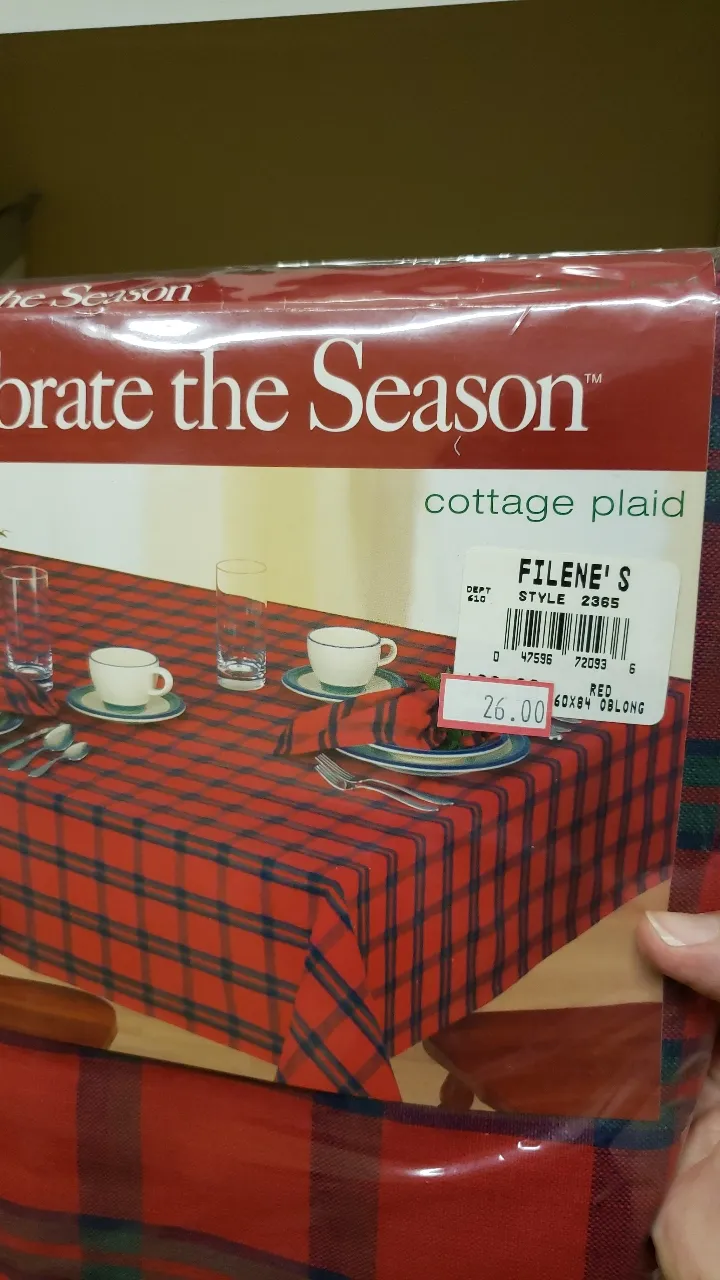 he Season
brate the Season™
cottage plaid
FILENE'S
DEPT
610
STYLE 2365
0 47596 72093 6
RED
26.00
60X84 OBLONG